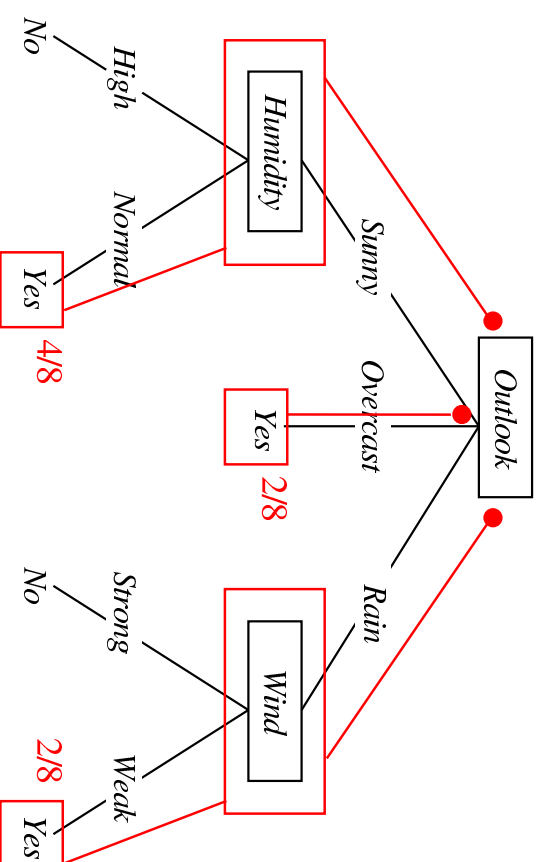 Outlook
Sunny
Overcast
Rain
Humidity
Yes
2/8
Wind
High
Normal
Strong
Weak
No
Yes
4/8
No
2/8
Yes